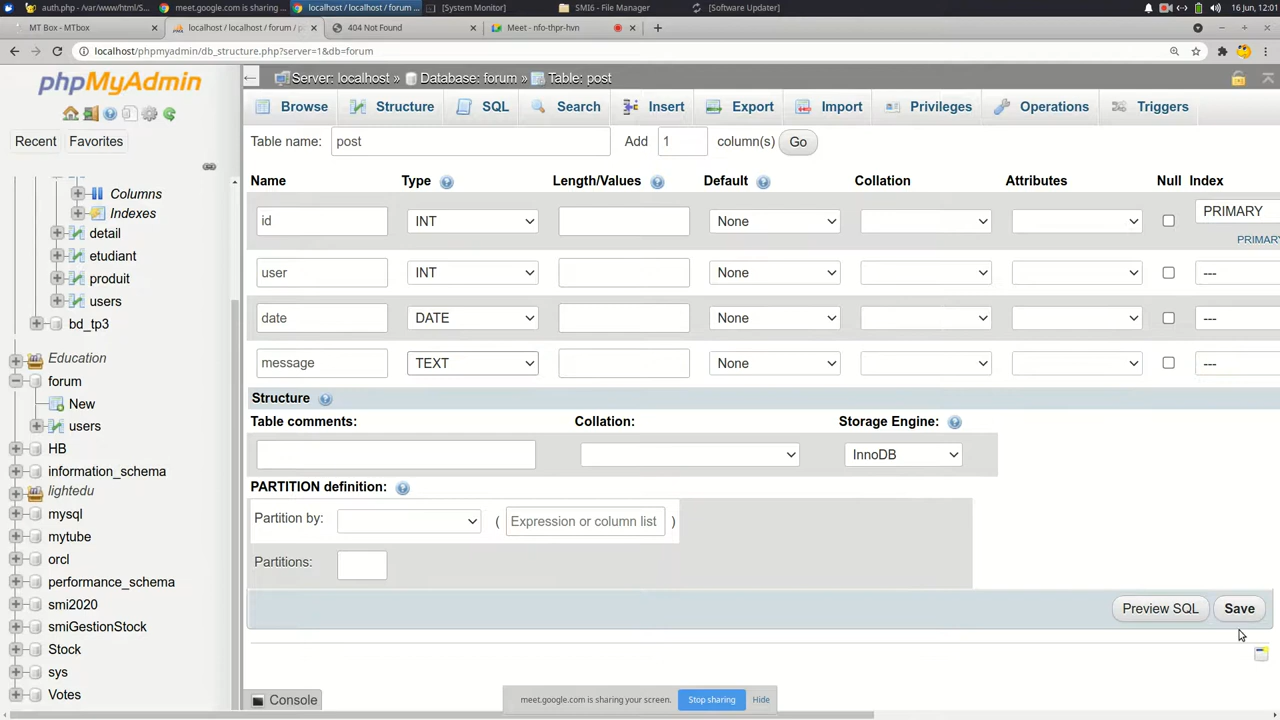 auth.php - /var/www/html/S...
meet.google.com is sharing ...
localhost / localhost / forum ...
[System Monitor]
SMI6 - File Manager
[Software Updater]
16 Jun, 12:01
MT Box - MTbox
localhost / localhost / forum / p
404 Not Found
Meet - nfo-thpr-hvn
localhost/phpmyadmin/db_structure.php?server=1&db=forum
phpMyAdmin
Server: localhost » Database: forum » Table: post
Browse Structure SQL Search Insert Export Import Privileges Operations Triggers
Recent Favorites
Table name: post Add 1 column(s) Go
Name Type Length/Values Default Collation Attributes Null Index
id INT None PRIMARY
PRIMARY
user INT None ---
date DATE None ---
message TEXT None ---
Structure
Table comments: Collation: Storage Engine:
InnoDB
PARTITION definition:
Partition by: ( Expression or column list )
Partitions:
Preview SQL Save
Console
Columns
Indexes
detail
etudiant
produit
users
bd_tp3
Education
forum
New
users
HB
information_schema
lightedu
mysql
mytube
orcl
performance_schema
smi2020
smiGestionStock
Stock
sys
Votes
meet.google.com is sharing your screen. Stop sharing Hide